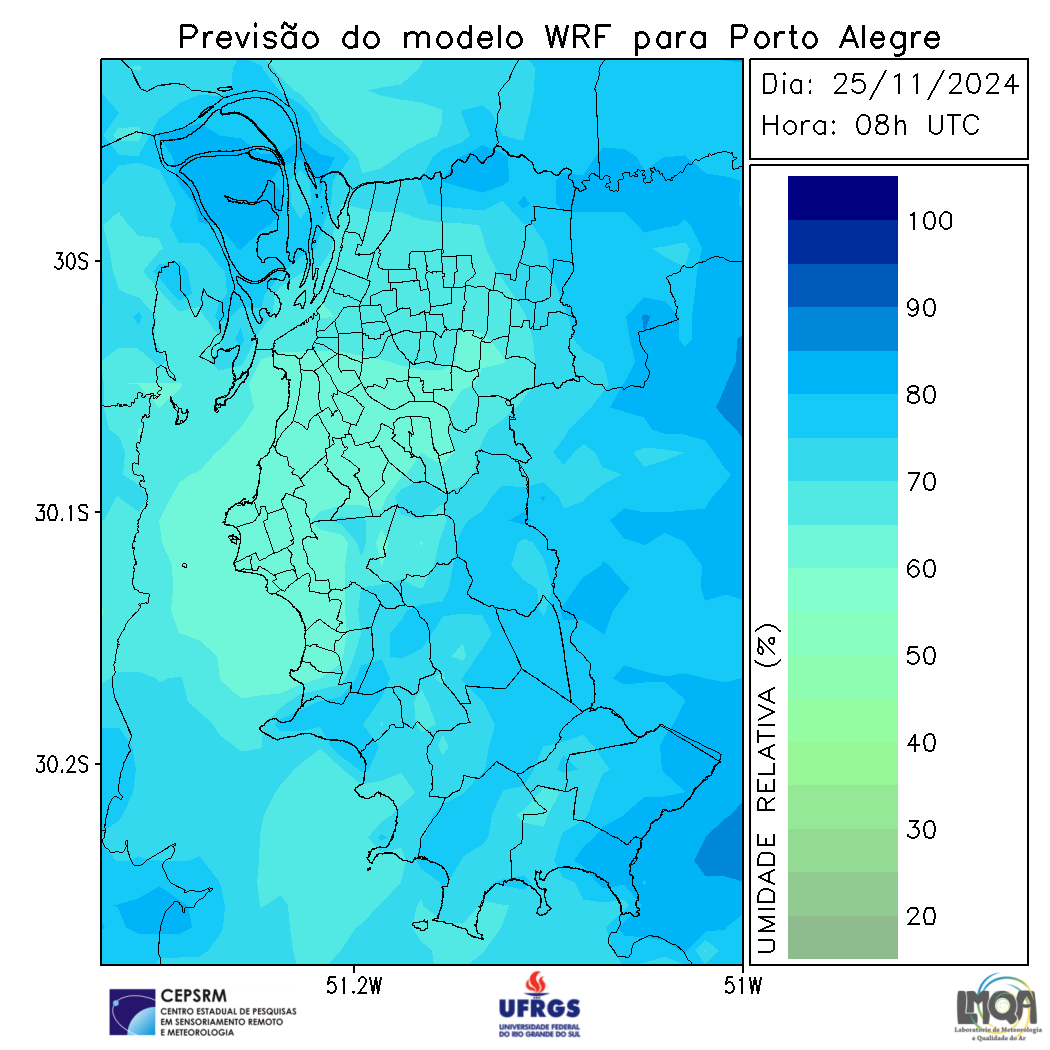 Previsão do modelo WRF para Porto Alegre
Dia: 25/11/2024
Hora: 08h UTC
30S
30.1S
30.2S
51.2W
51W
100
90
80
70
60
50
40
30
20
UMIDADE RELATIVA (%)
CEPSRM
CENTRO ESTADUAL DE PESQUISAS
EM SENSORIAMENTO REMOTO
E METEOROLOGIA
UFRGS
UNIVERSIDADE FEDERAL
DO RIO GRANDE DO SUL
LMQA
Laboratório de Meteorologia
e Qualidade do Ar